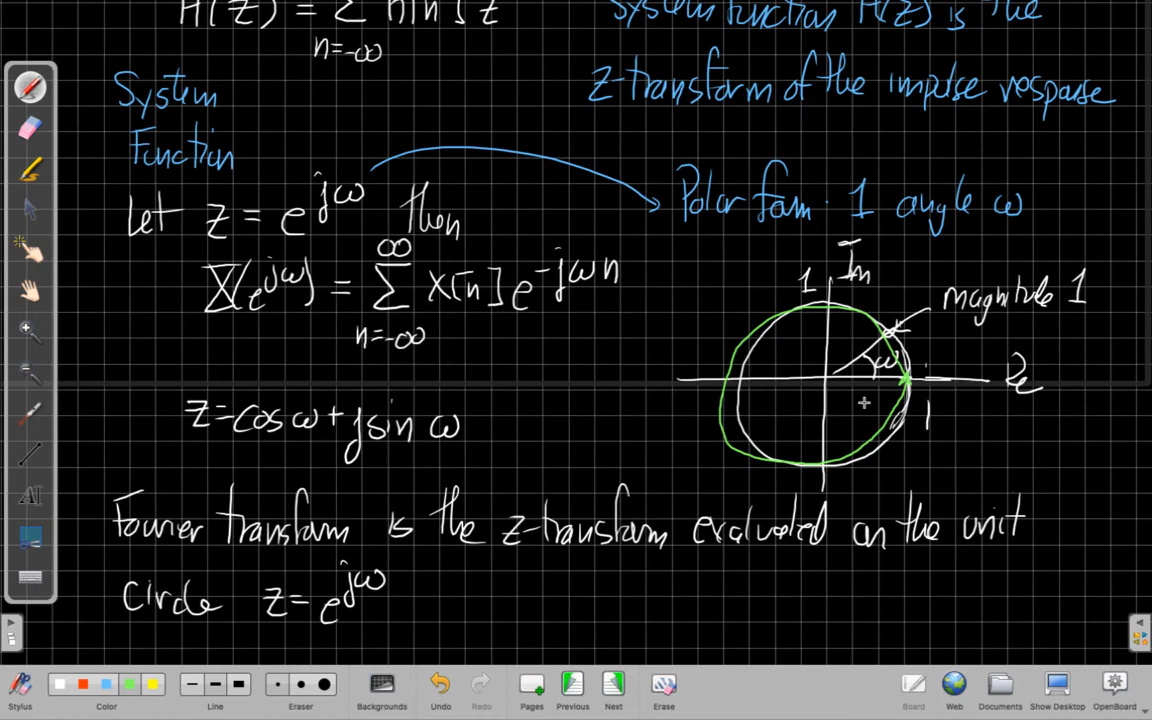 H(z) = Σ h[n] z
n=-∞
System function H(z) is the
z-transform of the impulse response
System
Function
Let z = e^jω then
Polar form. 1 angle ω
X(e^jω) = ∞ Σ n=-∞ x[n] e^-jωn
1 Im
magnitude 1
ω
Re
1
z=cos ω + jsin ω
Fourier transform is the z-transform evaluated on the unit
circle z = e^jω
Stylus Color Line Eraser Backgrounds Undo Redo Pages Previous Next Erase Board Web Documents Show Desktop OpenBoard